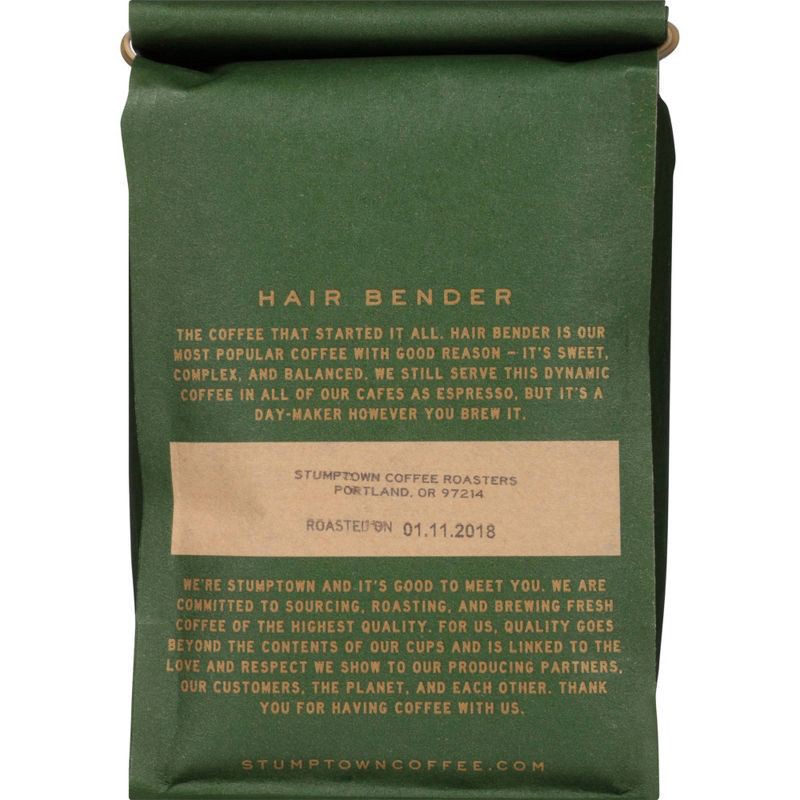 HAIR BENDER
THE COFFEE THAT STARTED IT ALL. HAIR BENDER IS OUR
MOST POPULAR COFFEE WITH GOOD REASON – IT'S SWEET,
COMPLEX, AND BALANCED. WE STILL SERVE THIS DYNAMIC
COFFEE IN ALL OF OUR CAFES AS ESPRESSO, BUT IT'S A
DAY-MAKER HOWEVER YOU BREW IT.
STUMPTOWN COFFEE ROASTERS
PORTLAND, OR 97214
ROASTED ON 01.11.2018
WE'RE STUMPTOWN AND IT'S GOOD TO MEET YOU. WE ARE
COMMITTED TO SOURCING, ROASTING, AND BREWING FRESH
COFFEE OF THE HIGHEST QUALITY. FOR US, QUALITY GOES
BEYOND THE CONTENTS OF OUR CUPS AND IS LINKED TO THE
LOVE AND RESPECT WE SHOW TO OUR PRODUCING PARTNERS,
OUR CUSTOMERS, THE PLANET, AND EACH OTHER. THANK
YOU FOR HAVING COFFEE WITH US.
STUMPTOWNCOFFEE.COM